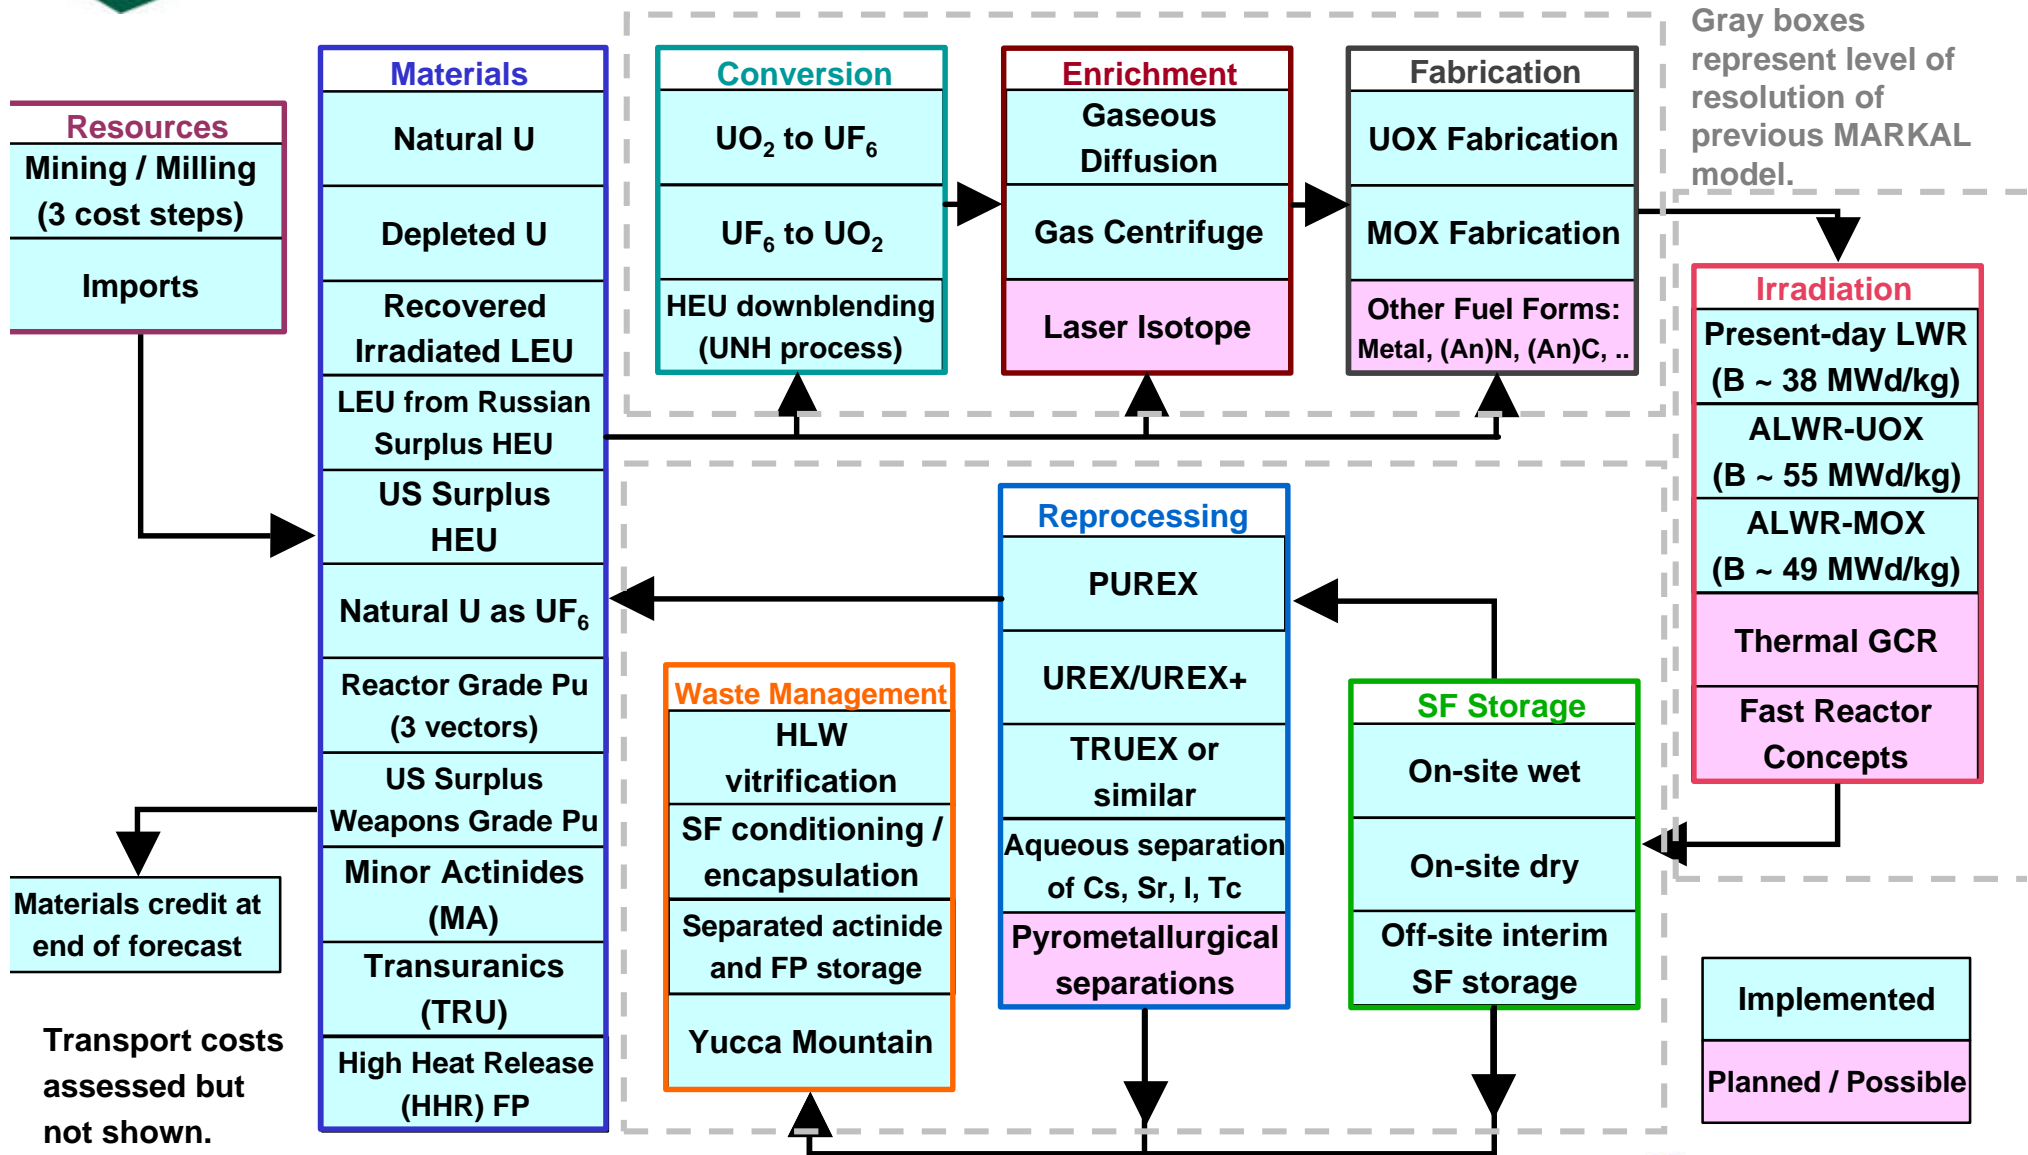 Gray boxes
represent level of
resolution of
previous MARKAL
model.
Resources
Mining / Milling
(3 cost steps)
Imports
Materials
Natural U
Depleted U
Recovered
Irradiated LEU
LEU from Russian
Surplus HEU
US Surplus
HEU
Natural U as UF6
Reactor Grade Pu
(3 vectors)
US Surplus
Weapons Grade Pu
Minor Actinides
(MA)
Transuranics
(TRU)
High Heat Release
(HHR) FP
Conversion
UO2 to UF6
UF6 to UO2
HEU downblending
(UNH process)
Enrichment
Gaseous
Diffusion
Gas Centrifuge
Laser Isotope
Fabrication
UOX Fabrication
MOX Fabrication
Other Fuel Forms:
Metal, (An)N, (An)C, ..
Irradiation
Present-day LWR
(B ~ 38 MWd/kg)
ALWR-UOX
(B ~ 55 MWd/kg)
ALWR-MOX
(B ~ 49 MWd/kg)
Thermal GCR
Fast Reactor
Concepts
Reprocessing
PUREX
UREX/UREX+
TRUEX or
similar
Aqueous separation
of Cs, Sr, I, Tc
Pyrometallurgical
separations
Waste Management
HLW
vitrification
SF conditioning /
encapsulation
Separated actinide
and FP storage
Yucca Mountain
SF Storage
On-site wet
On-site dry
Off-site interim
SF storage
Materials credit at
end of forecast
Transport costs
assessed but
not shown.
Implemented
Planned / Possible